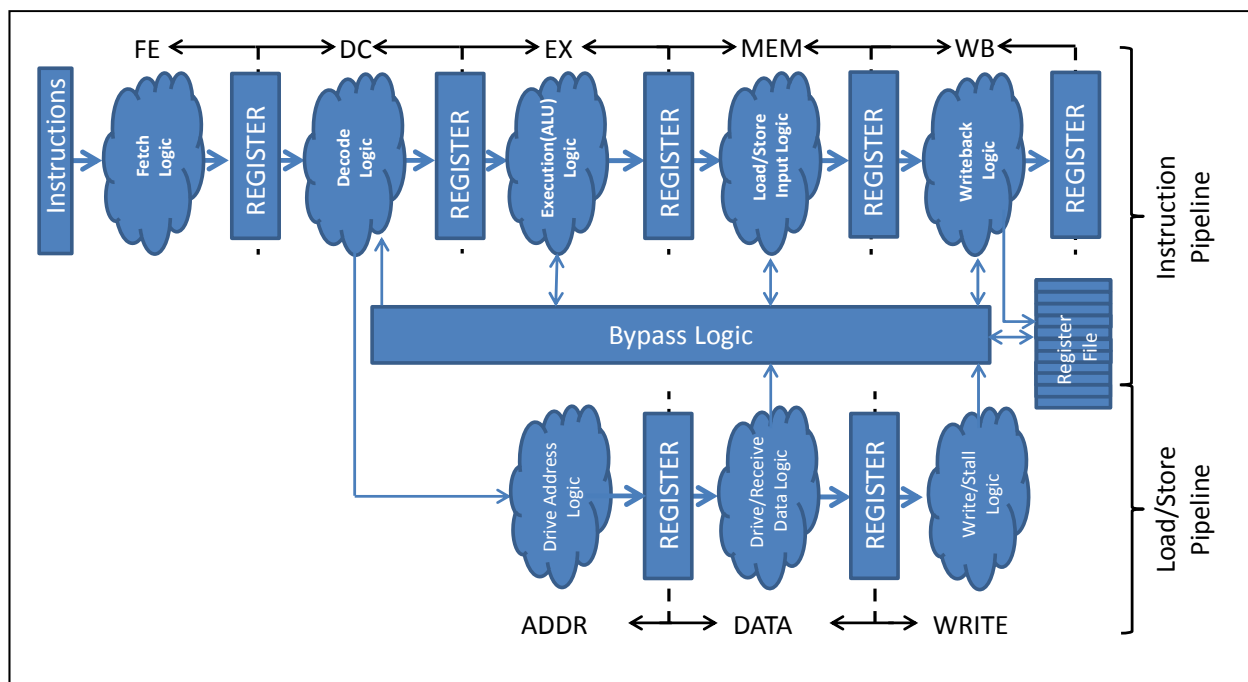 FE
DC
EX
MEM
WB
Instructions
Fetch
Logic
REGISTER
Decode
Logic
REGISTER
Execution(ALU)
Logic
REGISTER
Load/Store
Input Logic
REGISTER
Writeback
Logic
REGISTER
Instruction
Pipeline
Bypass Logic
Register
File
Drive Address
Logic
REGISTER
Drive/Receive
Data Logic
REGISTER
Write/Stall
Logic
Load/Store
Pipeline
ADDR
DATA
WRITE